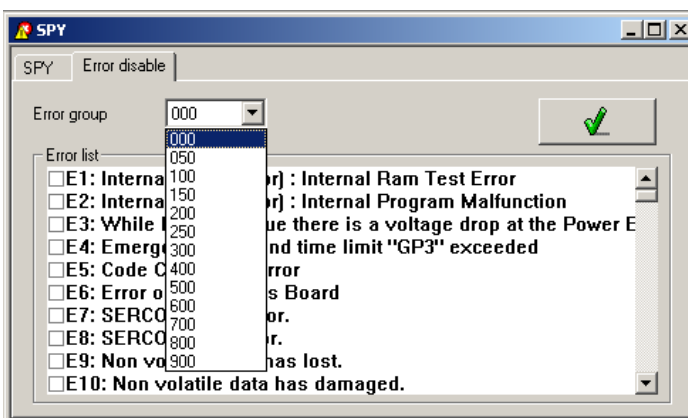 SPY
SPY Error disable
Error group 000
000
050
100
150
200
250
300
400
500
600
700
800
900
Error list
E1: Interna r) : Internal Ram Test Error
E2: Interna r) : Internal Program Malfunction
E3: While ue there is a voltage drop at the Power E
E4: Emerg nd time limit "GP3" exceeded
E5: Code C rror
E6: Error o s Board
E7: SERCO or.
E8: SERCO r.
E9: Non vo has lost.
E10: Non volatile data has damaged.